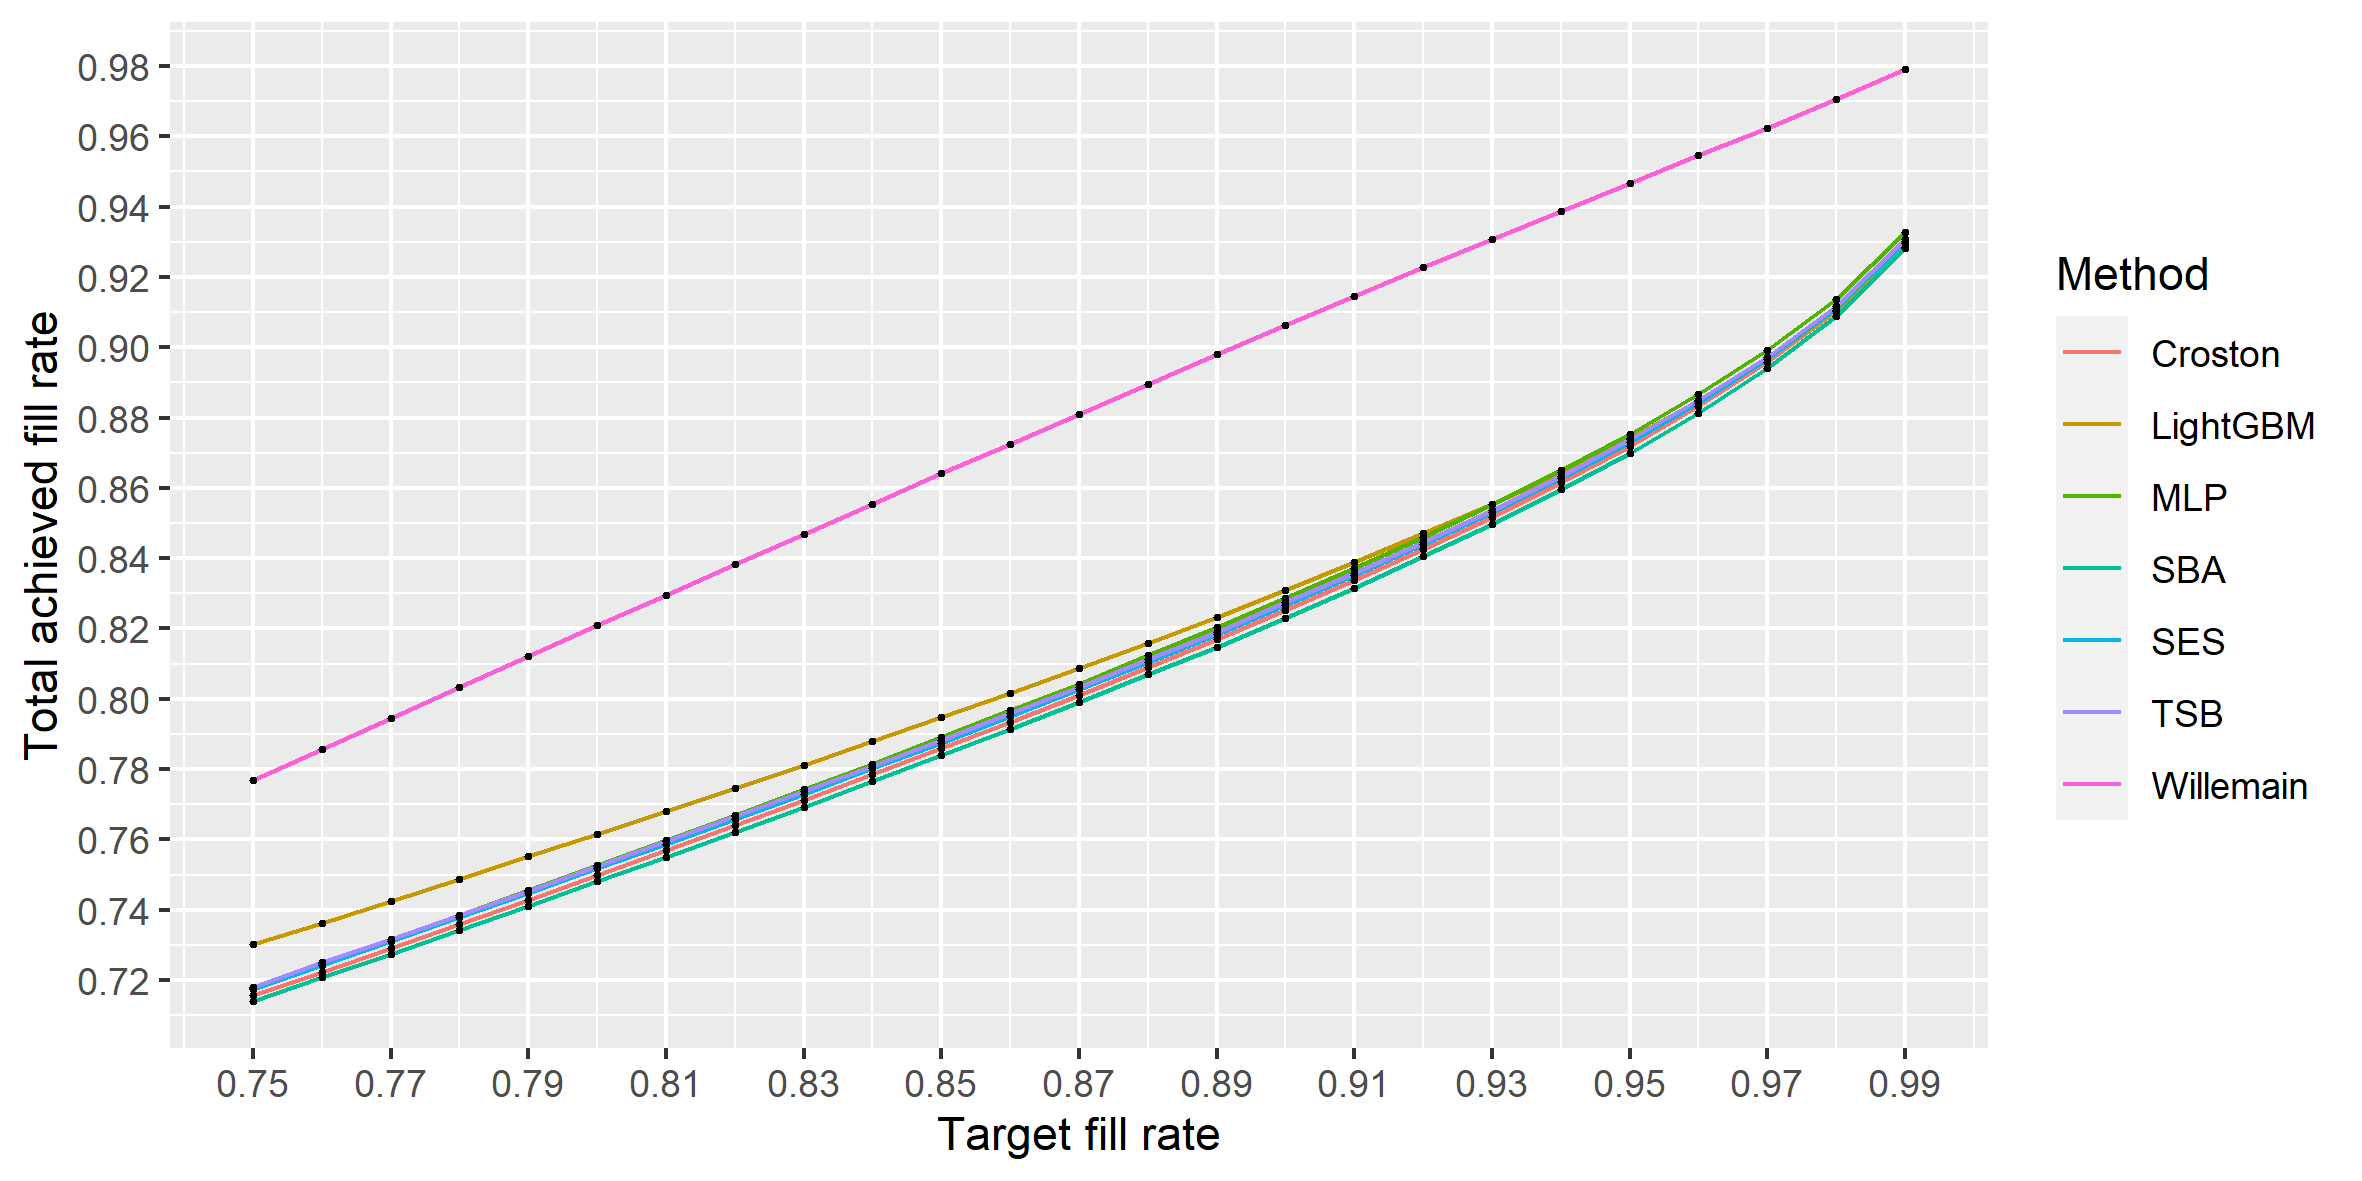 Total achieved fill rate
0.98
0.96
0.94
0.92
0.90
0.88
0.86
0.84
0.82
0.80
0.78
0.76
0.74
0.72
0.75 0.77 0.79 0.81 0.83 0.85 0.87 0.89 0.91 0.93 0.95 0.97 0.99
Target fill rate
Method
Croston
LightGBM
MLP
SBA
SES
TSB
Willemain